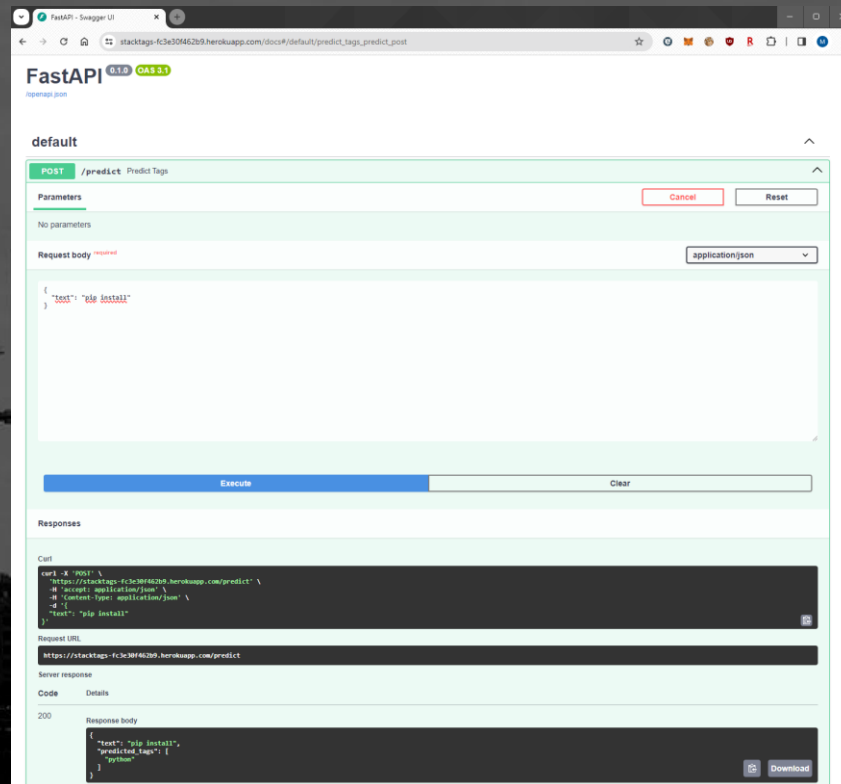 FastAPI - Swagger UI
stacktags-fc3e30f462b9.herokuapp.com/docs#/default/predict_tags_predict_post
FastAPI 0.1.0 OAS 3.1
/openapi.json
default
POST /predict Predict Tags
Parameters
Cancel
Reset
No parameters
Request body required
application/json
{
  "text": "pip install"
}
Execute
Clear
Responses
Curl
curl -X 'POST' \
  'https://stacktags-fc3e30f462b9.herokuapp.com/predict' \
  -H 'accept: application/json' \
  -H 'Content-Type: application/json' \
  -d '{
  "text": "pip install"
}'
Request URL
https://stacktags-fc3e30f462b9.herokuapp.com/predict
Server response
Code Details
200
Response body
{
  "text": "pip install",
  "predicted_tags": [
    "python"
  ]
}
Download